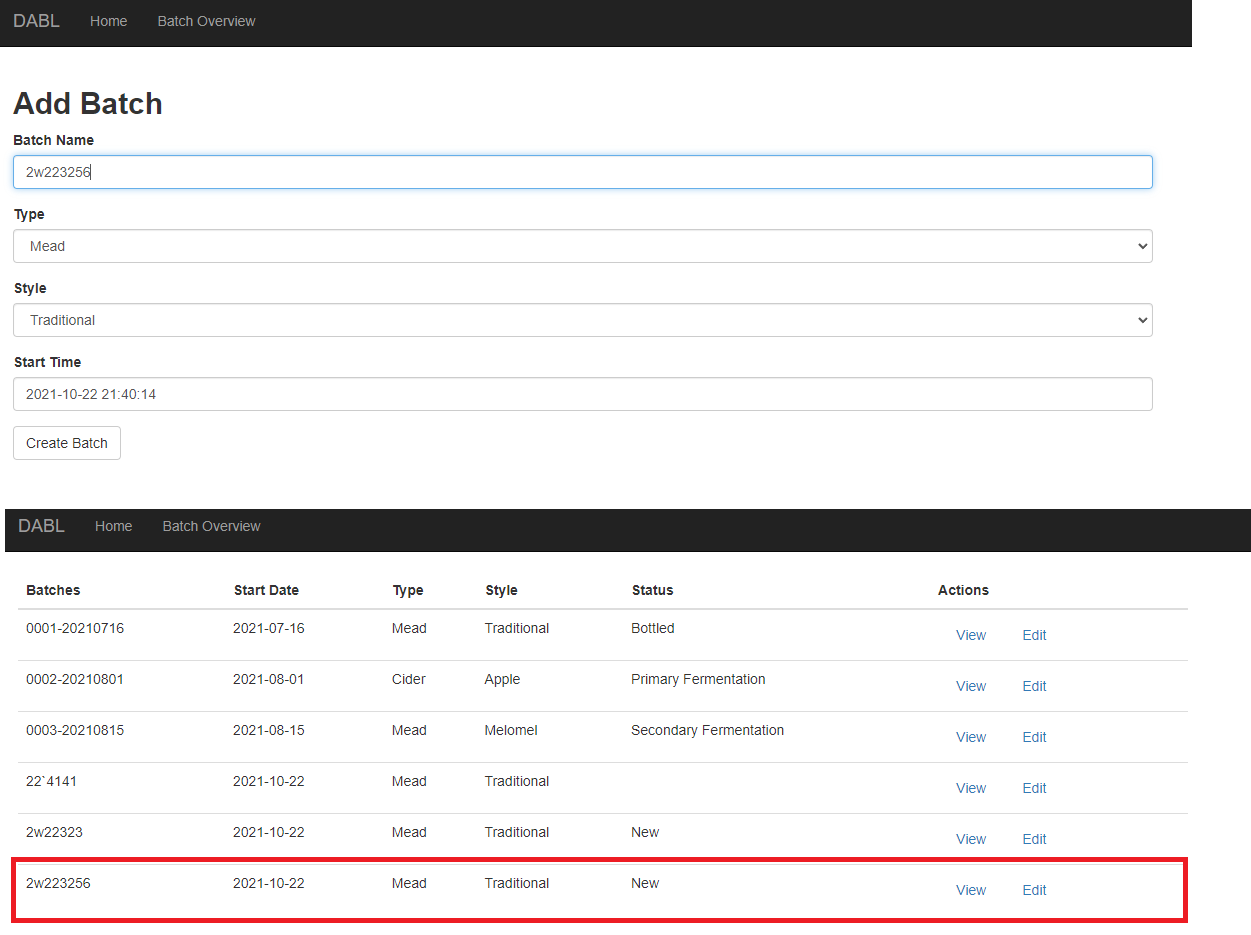 DABL Home Batch Overview
Add Batch
Batch Name
2w223256
Type
Mead
Style
Traditional
Start Time
2021-10-22 21:40:14
Create Batch
DABL Home Batch Overview
Batches Start Date Type Style Status Actions
0001-20210716 2021-07-16 Mead Traditional Bottled View Edit
0002-20210801 2021-08-01 Cider Apple Primary Fermentation View Edit
0003-20210815 2021-08-15 Mead Melomel Secondary Fermentation View Edit
22`4141 2021-10-22 Mead Traditional View Edit
2w22323 2021-10-22 Mead Traditional New View Edit
2w223256 2021-10-22 Mead Traditional New View Edit